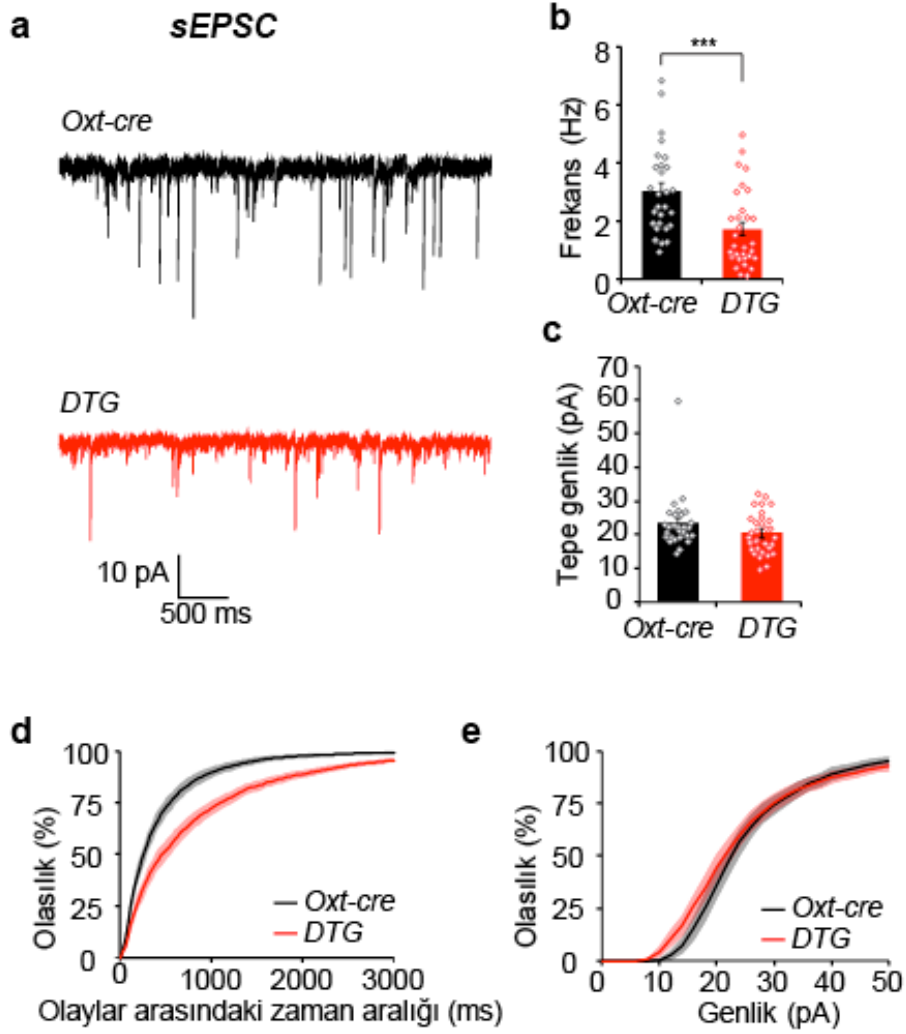 a
sEPSC
Oxt-cre
DTG
10 pA
500 ms
b
***
8
6
4
2
0
Frekans (Hz)
Oxt-cre DTG
c
70
60
50
40
30
20
10
0
Tepe genlik (pA)
Oxt-cre DTG
d
100
75
50
25
0
Olasılık (%)
Oxt-cre
DTG
0 1000 2000 3000
Olaylar arasındaki zaman aralığı (ms)
e
100
75
50
25
0
Olasılık (%)
Oxt-cre
DTG
0 10 20 30 40 50
Genlik (pA)